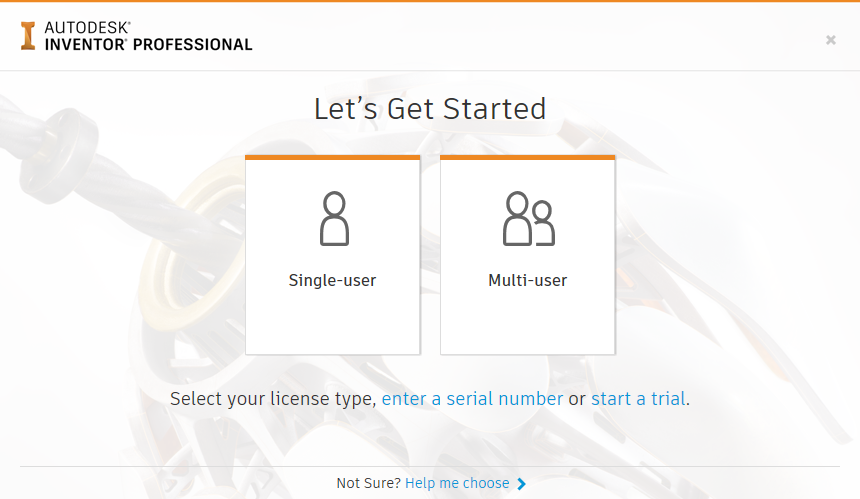 AUTODESK®
INVENTOR® PROFESSIONAL
Let's Get Started
Single-user
Multi-user
Select your license type, enter a serial number or start a trial.
Not Sure? Help me choose